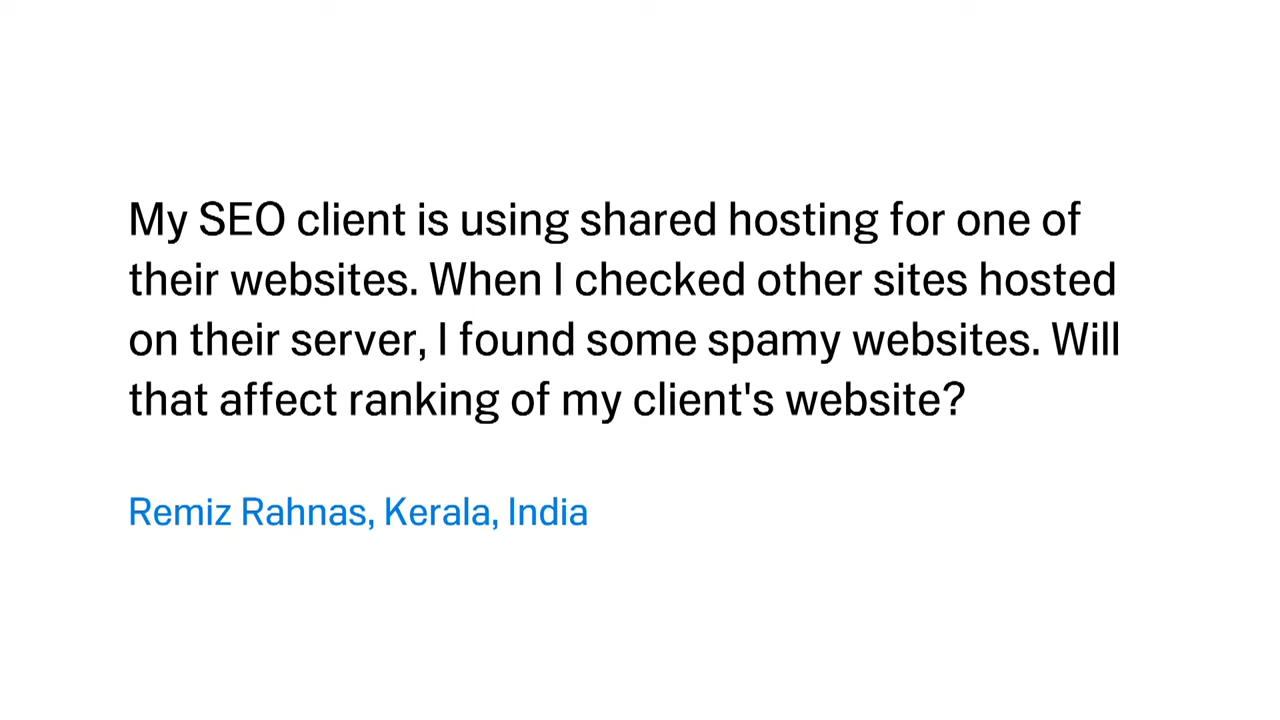 My SEO client is using shared hosting for one of
their websites. When I checked other sites hosted
on their server, I found some spamy websites. Will
that affect ranking of my client's website?
Remiz Rahnas, Kerala, India